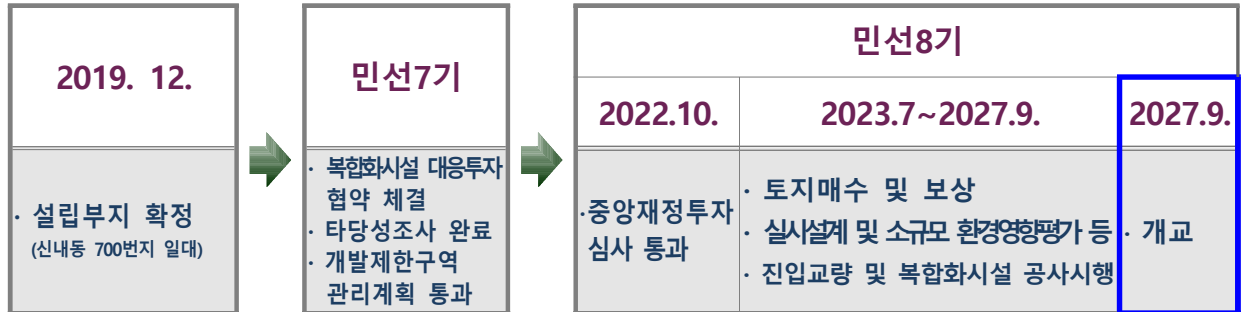 2019. 12.
· 설립부지 확정
(신내동 700번지 일대)
민선7기
· 복합화시설 대응투자
협약 체결
· 타당성조사 완료
· 개발제한구역
관리계획 통과
민선8기
2022.10.
·중앙재정투자
심사 통과
2023.7~2027.9.
· 토지매수 및 보상
· 실시설계 및 소규모 환경영향평가 등
· 진입교량 및 복합화시설 공사시행
2027.9.
· 개교